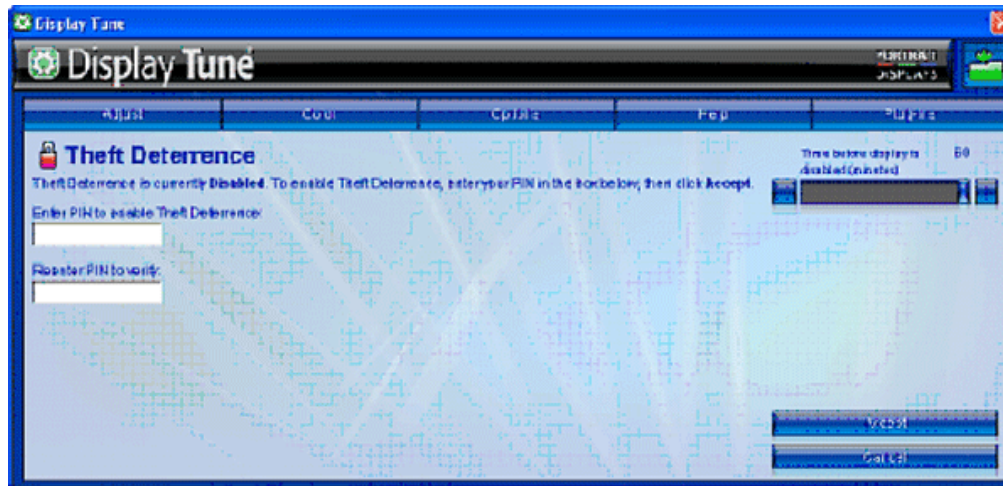 Display Tune
Display Tune
PORTRAIT
DISPLAYS
Adjust Color Options Help Plug-ins
Theft Deterrence
Theft Deterrence is currently Disabled. To enable Theft Deterrence, enter your PIN in the box below, then click Accept.
Enter PIN to enable Theft Deterrence:
Reenter PIN to verify:
Time before display is 60
disabled (minutes)
Accept
Cancel